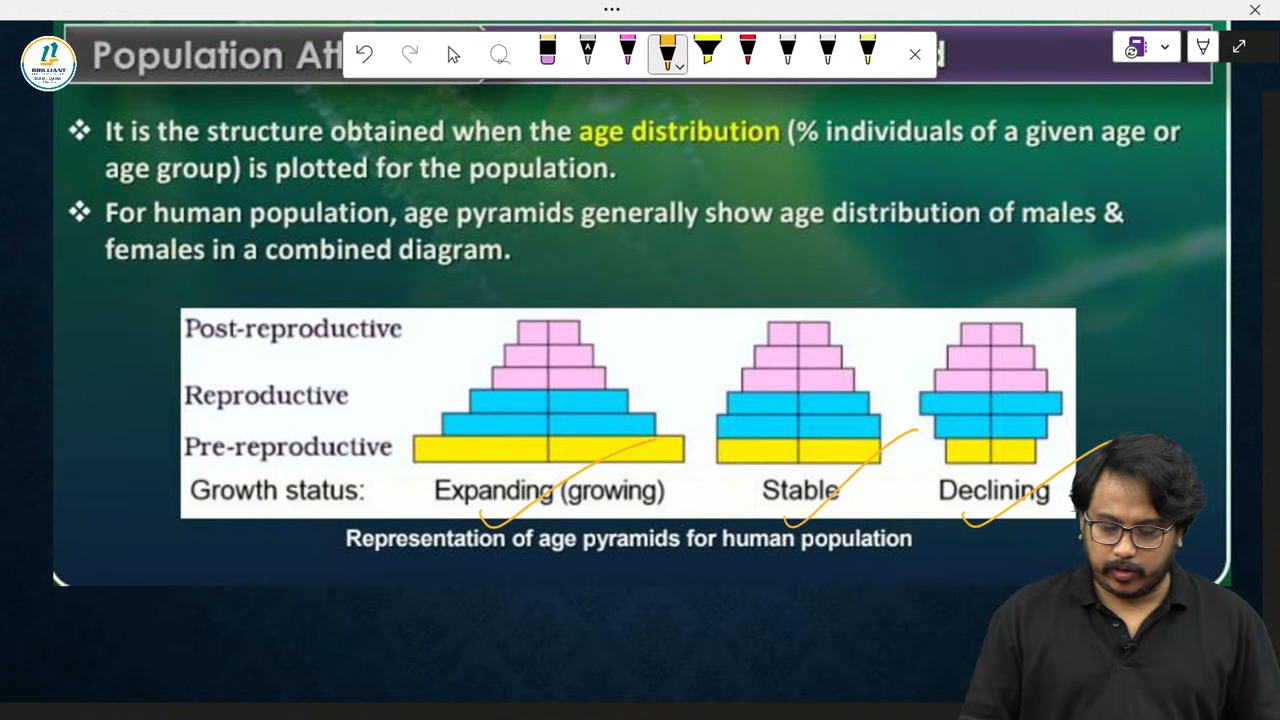 BRILLIANT
Population Att
It is the structure obtained when the age distribution (% individuals of a given age or
age group) is plotted for the population.
For human population, age pyramids generally show age distribution of males &
females in a combined diagram.
Post-reproductive
Reproductive
Pre-reproductive
Growth status: Expanding (growing) Stable Declining
Representation of age pyramids for human population